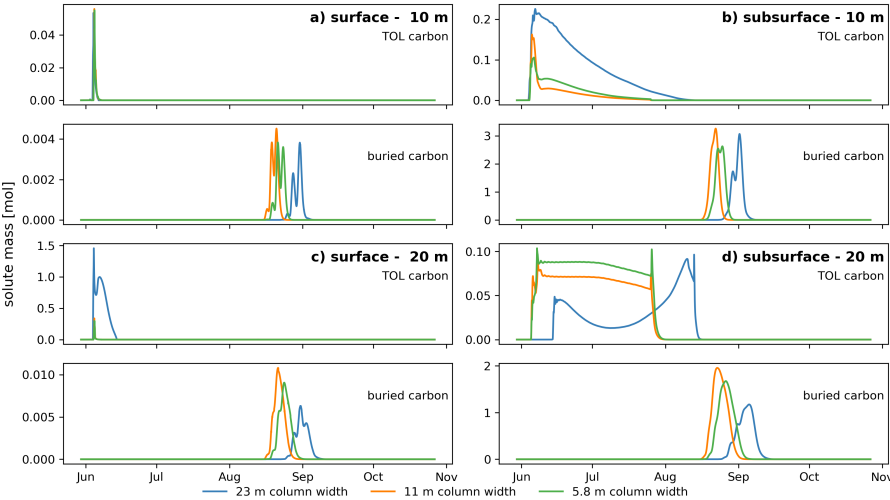 a) surface - 10 m
TOL carbon
0.04
0.02
0.00
b) subsurface - 10 m
TOL carbon
0.2
0.1
0.0
buried carbon
0.004
0.002
0.000
buried carbon
3
2
1
0
solute mass [mol]
c) surface - 20 m
TOL carbon
1.5
1.0
0.5
0.0
d) subsurface - 20 m
TOL carbon
0.10
0.05
0.00
buried carbon
0.010
0.005
0.000
Jun Jul Aug Sep Oct Nov
buried carbon
2
1
0
Jun Jul Aug Sep Oct Nov
23 m column width 11 m column width 5.8 m column width